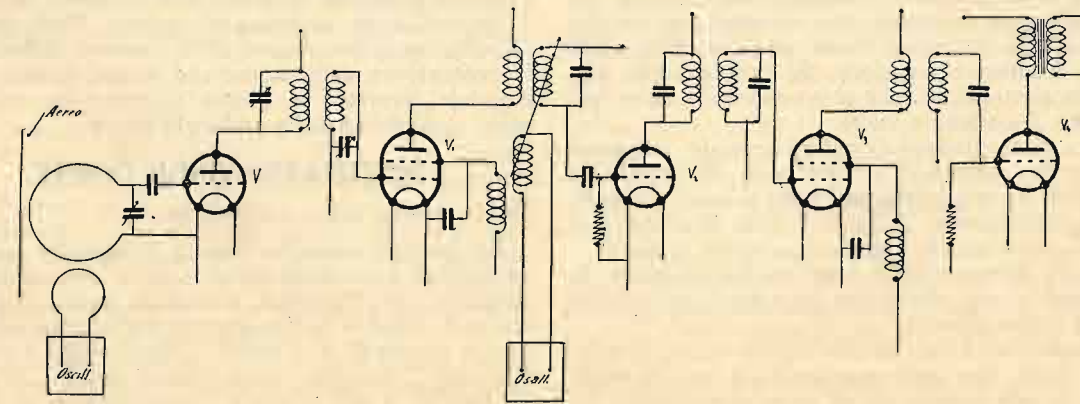 Aereo
V
V₁
V₂
V₃
V₄
Oscill.
Oscill.